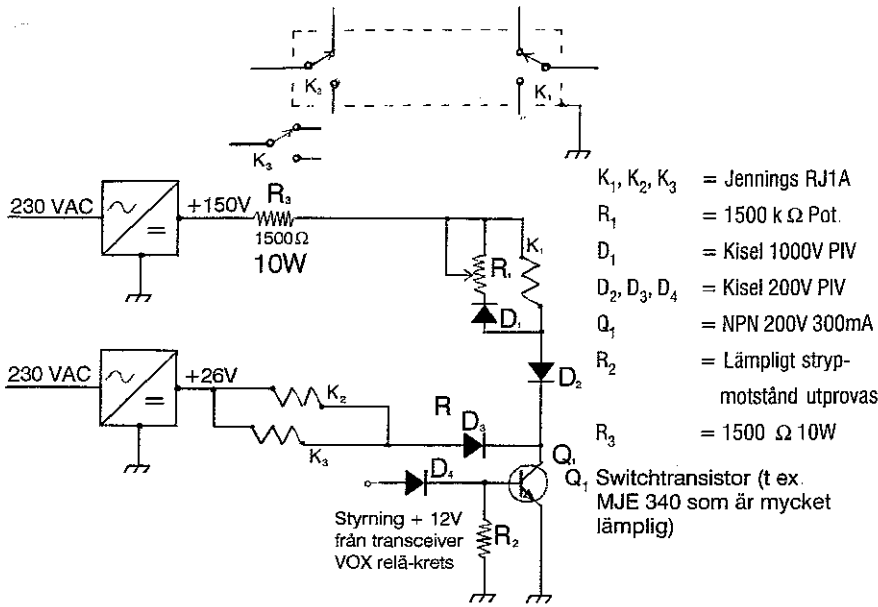 K₂
K₁
K₃
230 VAC
+150V
R₃
1500Ω
10W
R₁
K₁
D₁
D₂
230 VAC
+26V
K₂
K₃
R
D₃
Q₁
D₄
R₂
Styrning + 12V
från transceiver
VOX relä-krets
K₁, K₂, K₃ = Jennings RJ1A
R₁ = 1500 k Ω Pot.
D₁ = Kisel 1000V PIV
D₂, D₃, D₄ = Kisel 200V PIV
Q₁ = NPN 200V 300mA
R₂ = Lämpligt stryp-
motstånd utprovas
R₃ = 1500 Ω 10W
Q₁ Switchtransistor (t ex.
MJE 340 som är mycket
lämplig)